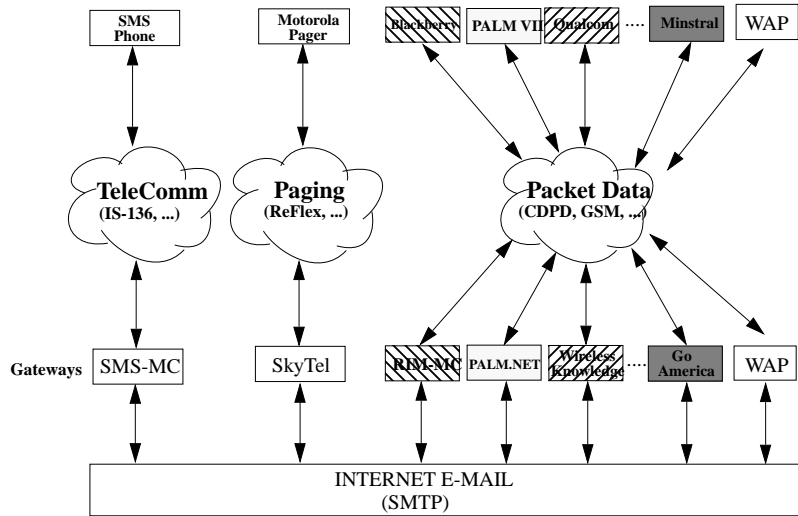 SMS
Phone
Motorola
Pager
Blackberry
PALM VII
Qualcom
....
Minstral
WAP
TeleComm
(IS-136, ...)
Paging
(ReFlex, ...)
Packet Data
(CDPD, GSM, ...)
Gateways
SMS-MC
SkyTel
RIM-MC
PALM.NET
Wireless
Knowledge
....
Go
America
WAP
INTERNET E-MAIL
(SMTP)